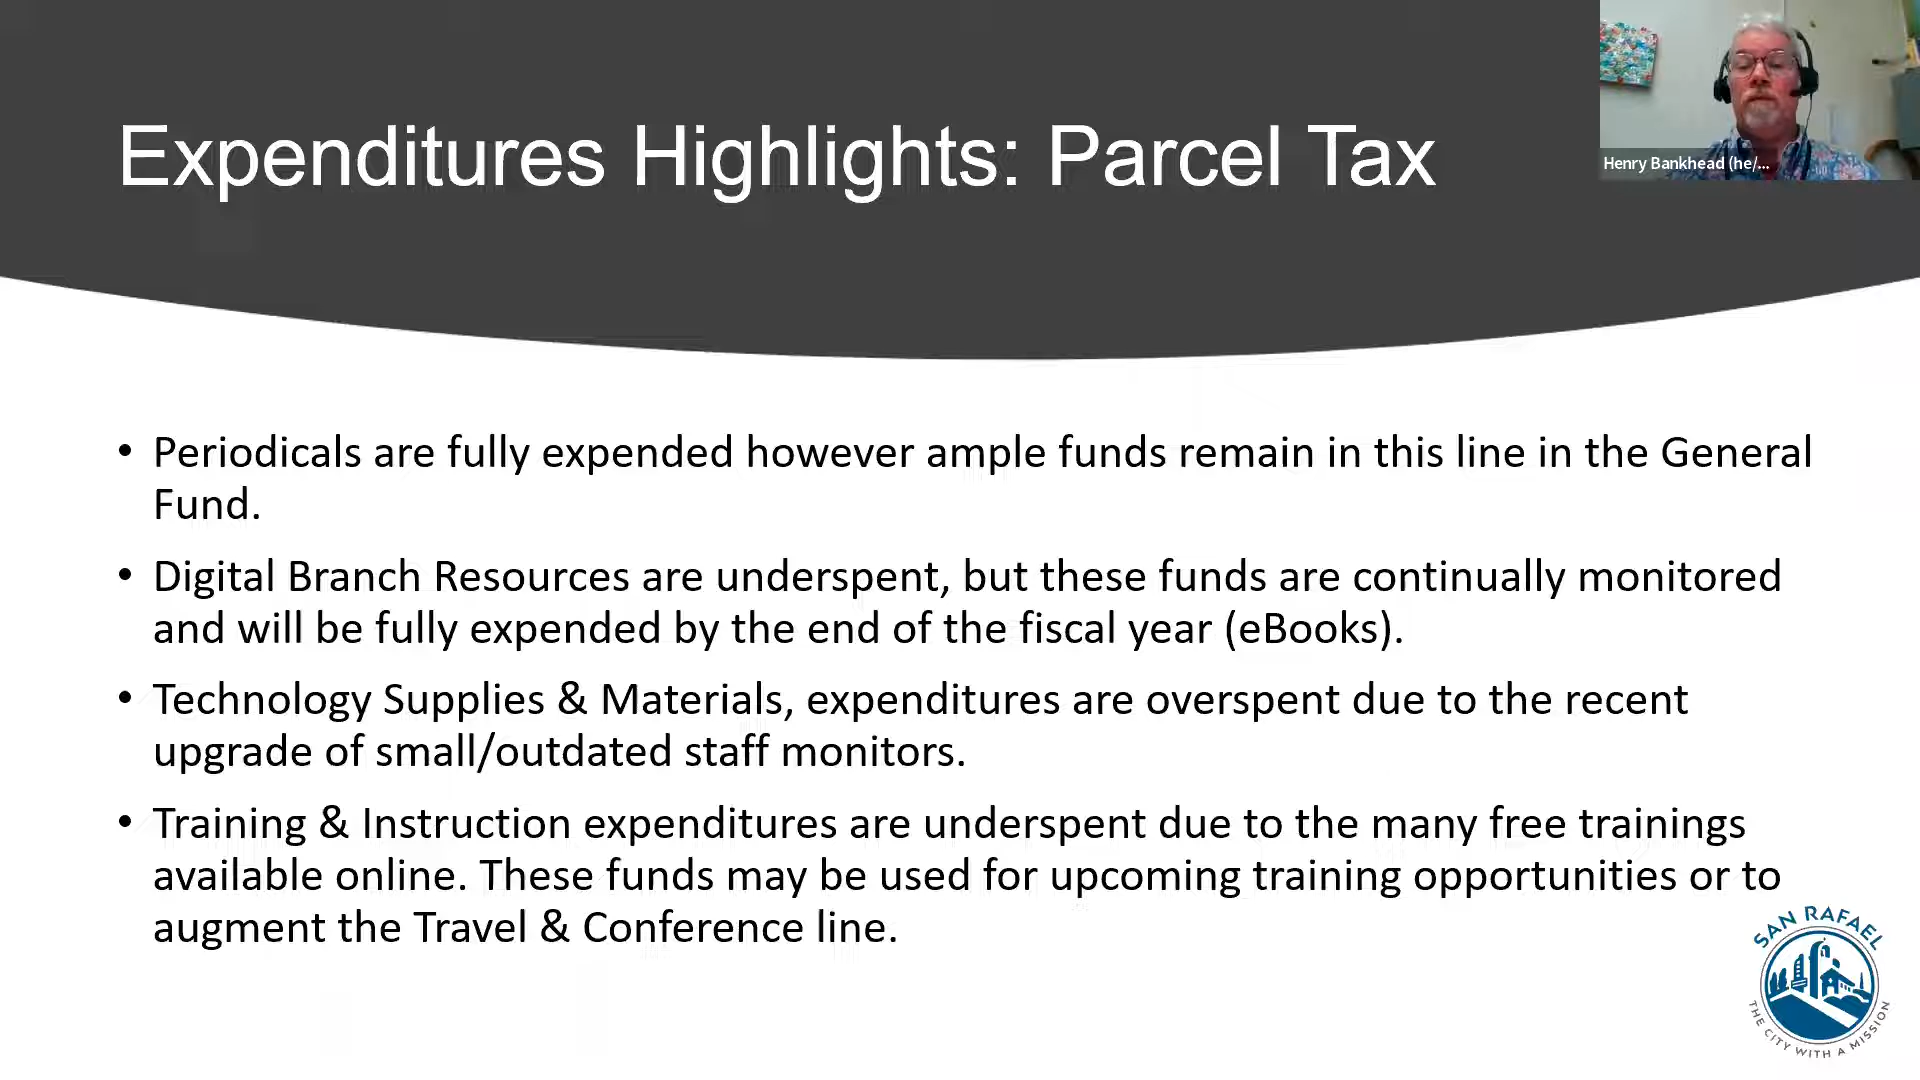 Expenditures Highlights: Parcel Tax
Henry Bankhead (he/...
• Periodicals are fully expended however ample funds remain in this line in the General
Fund.
• Digital Branch Resources are underspent, but these funds are continually monitored
and will be fully expended by the end of the fiscal year (eBooks).
• Technology Supplies & Materials, expenditures are overspent due to the recent
upgrade of small/outdated staff monitors.
• Training & Instruction expenditures are underspent due to the many free trainings
available online. These funds may be used for upcoming training opportunities or to
augment the Travel & Conference line.
SAN RAFAEL
THE CITY WITH A MISSION